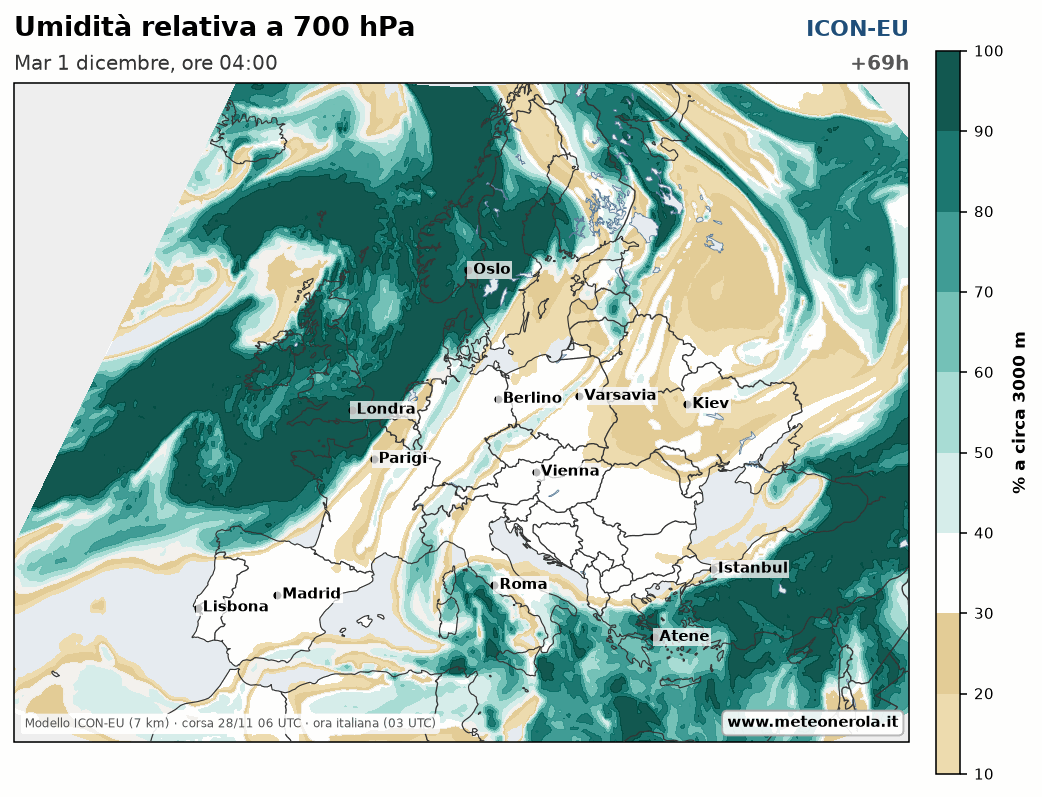 Umidità relativa a 700 hPa
ICON-EU
Mar 1 dicembre, ore 04:00
+69h
Oslo
Londra
Berlino
Varsavia
Kiev
Parigi
Vienna
Istanbul
Roma
Madrid
Lisbona
Atene
Modello ICON-EU (7 km) · corsa 28/11 06 UTC · ora italiana (03 UTC)
www.meteonerola.it
100
90
80
70
60
50
40
30
20
10
% a circa 3000 m